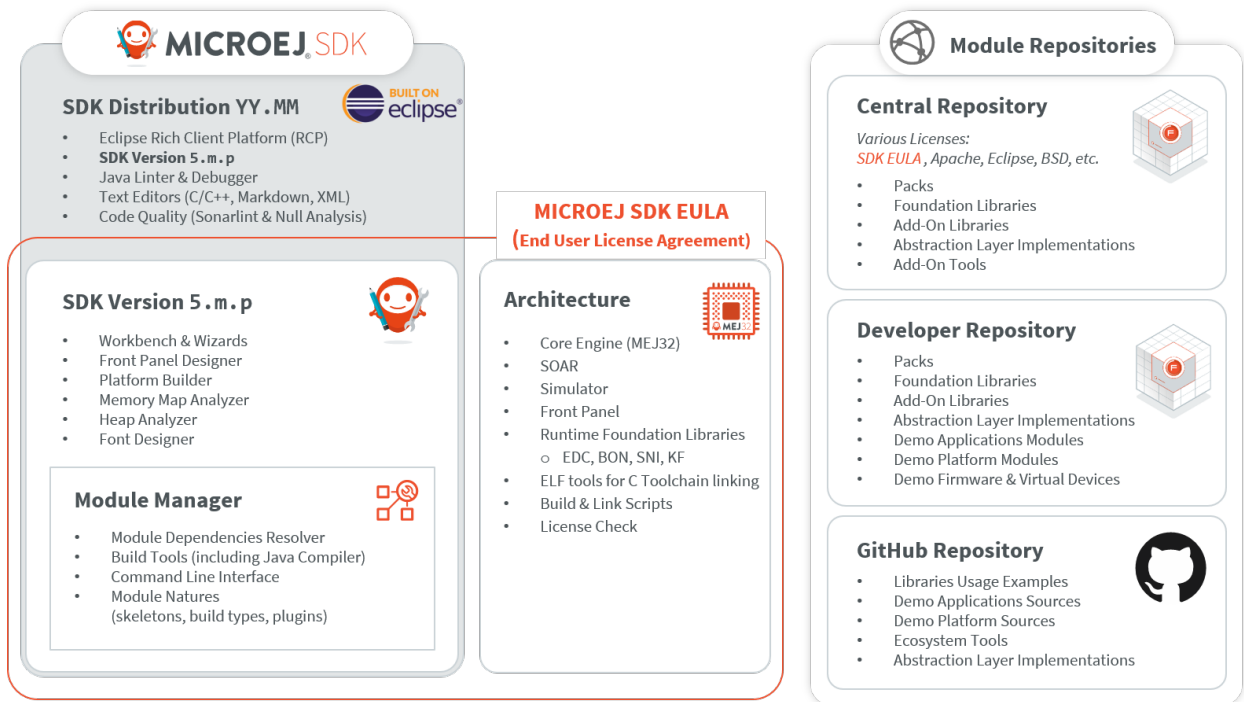 MICROEJ® SDK
SDK Distribution YY.MM
BUILT ON
eclipse®
• Eclipse Rich Client Platform (RCP)
• SDK Version 5.m.p
• Java Linter & Debugger
• Text Editors (C/C++, Markdown, XML)
• Code Quality (Sonarlint & Null Analysis)
MICROEJ SDK EULA
(End User License Agreement)
SDK Version 5.m.p
• Workbench & Wizards
• Front Panel Designer
• Platform Builder
• Memory Map Analyzer
• Heap Analyzer
• Font Designer
Module Manager
• Module Dependencies Resolver
• Build Tools (including Java Compiler)
• Command Line Interface
• Module Natures
(skeletons, build types, plugins)
Architecture
MEJ32
• Core Engine (MEJ32)
• SOAR
• Simulator
• Front Panel
• Runtime Foundation Libraries
o EDC, BON, SNI, KF
• ELF tools for C Toolchain linking
• Build & Link Scripts
• License Check
Module Repositories
Central Repository
Various Licenses:
SDK EULA , Apache, Eclipse, BSD, etc.
• Packs
• Foundation Libraries
• Add-On Libraries
• Abstraction Layer Implementations
• Add-On Tools
F
Developer Repository
• Packs
• Foundation Libraries
• Add-On Libraries
• Abstraction Layer Implementations
• Demo Applications Modules
• Demo Platform Modules
• Demo Firmware & Virtual Devices
F
GitHub Repository
• Libraries Usage Examples
• Demo Applications Sources
• Demo Platform Sources
• Ecosystem Tools
• Abstraction Layer Implementations